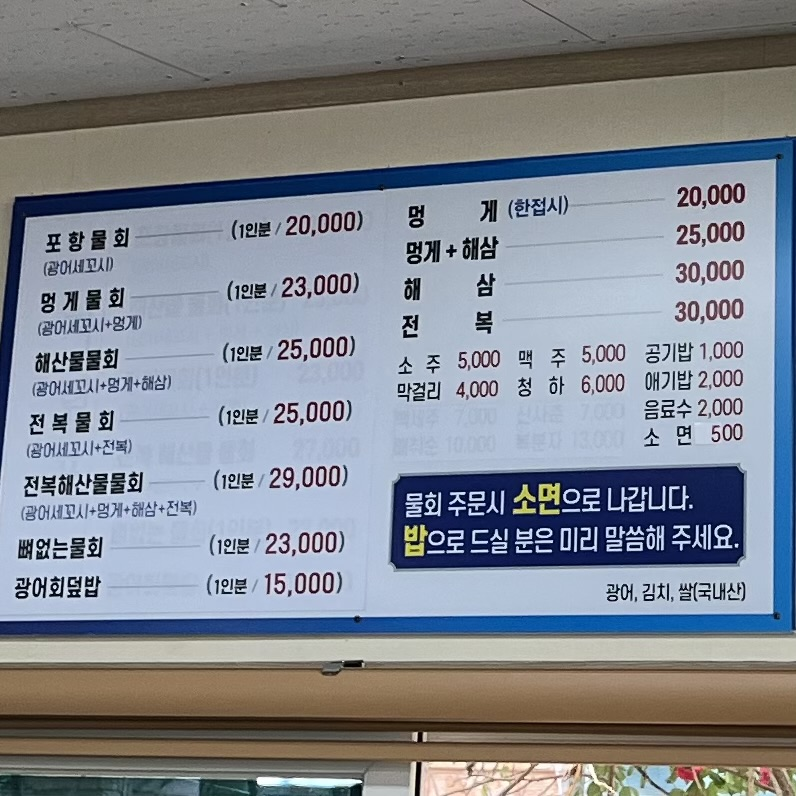 포항물회 (1인분 / 20,000)
(광어세꼬시)
멍게물회 (1인분 / 23,000)
(광어세꼬시+멍게)
해산물물회 (1인분 / 25,000)
(광어세꼬시+멍게+해삼)
전복물회 (1인분 / 25,000)
(광어세꼬시+전복)
전복해산물물회 (1인분 / 29,000)
(광어세꼬시+멍게+해삼+전복)
뼈없는물회 (1인분 / 23,000)
광어회덮밥 (1인분 / 15,000)
멍게 (한접시) 20,000
멍게+해삼 25,000
해삼 30,000
전복 30,000
소주 5,000 맥주 5,000 공기밥 1,000
막걸리 4,000 청하 6,000 애기밥 2,000
음료수 2,000
소면 500
물회 주문시 소면으로 나갑니다.
밥으로 드실 분은 미리 말씀해 주세요.
광어, 김치, 쌀(국내산)